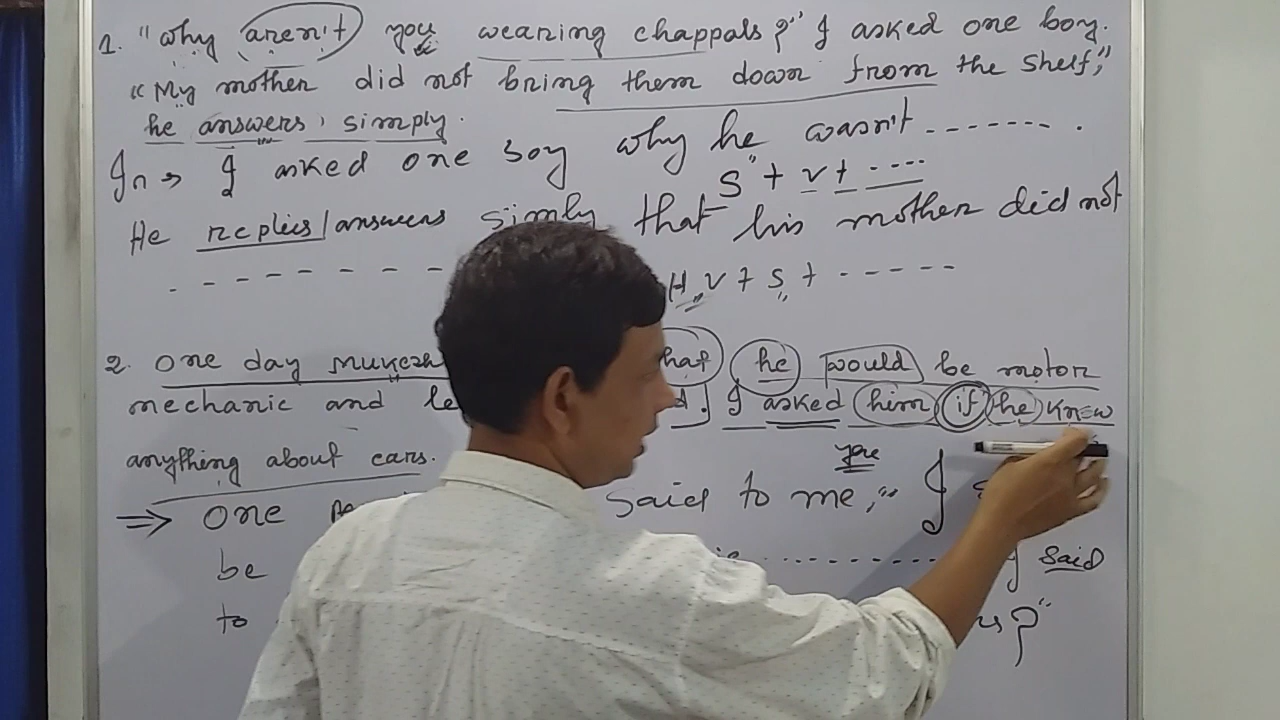 1. "Why aren't you wearing chappals?" I asked one boy.
"My mother did not bring them down from the shelf,"
he answers, simply.
In → I asked one boy why he wasn't ------- .
S + v + ----
He replies/answers simply that his mother did not
- - - - - - -
H.V + S + -----
2. One day Mukesh he would be motor
mechanic and I asked him if he knew
anything about cars.
you
⇒ One said to me, " I
be ------------ I said
to ?"